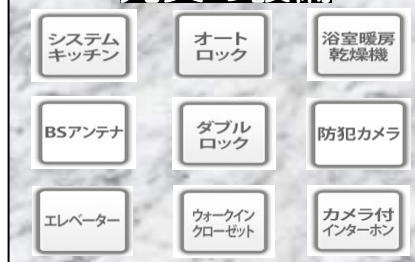 システム
キッチン
オート
ロック
浴室暖房
乾燥機
BSアンテナ
ダブル
ロック
防犯カメラ
エレベーター
ウォークイン
クローゼット
カメラ付
インターホン